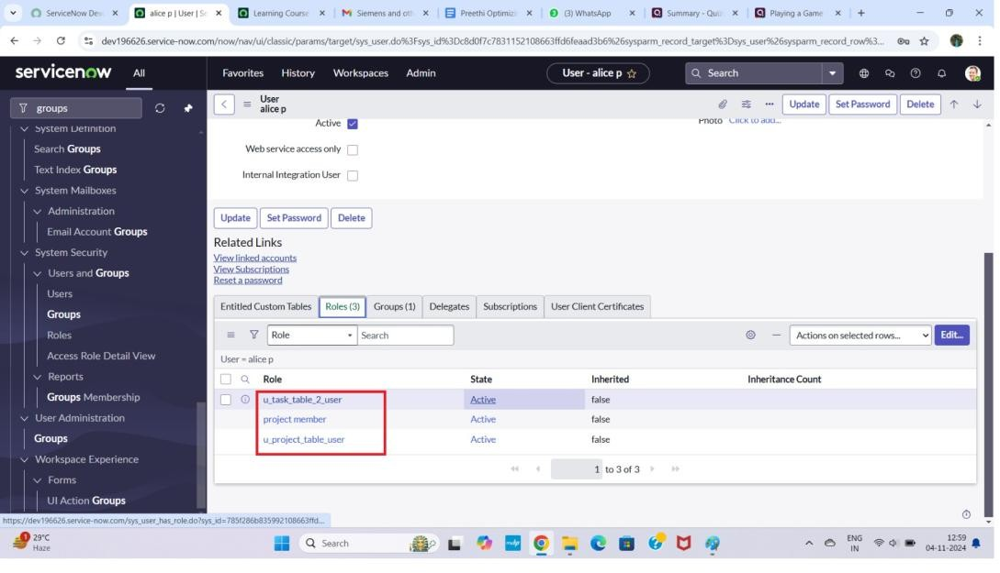 ServiceNow Dev
alice p | User | Se
Learning Course
Siemens and oth
Preethi Optimizi
(3) WhatsApp
Summary - Quiz
Playing a Game
dev196626.service-now.com/now/nav/ui/classic/params/target/sys_user.do%3Fsys_id%3Dc8d0f7c7831152108663ffd6feaad3b6%26sysparm_record_target%3Dsys_user%26sysparm_record_row%3...
servicenow All Favorites History Workspaces Admin User - alice p Search
groups
System Definition
Search Groups
Text Index Groups
System Mailboxes
Administration
Email Account Groups
System Security
Users and Groups
Users
Groups
Roles
Access Role Detail View
Reports
Groups Membership
User Administration
Groups
Workspace Experience
Forms
UI Action Groups
User
alice p
Update Set Password Delete
Active
Photo Click to add...
Web service access only
Internal Integration User
Update Set Password Delete
Related Links
View linked accounts
View Subscriptions
Reset a password
Entitled Custom Tables Roles (3) Groups (1) Delegates Subscriptions User Client Certificates
Role Search Actions on selected rows... Edit...
User = alice p
Role State Inherited Inheritance Count
u_task_table_2_user Active false
project member Active false
u_project_table_user Active false
1 to 3 of 3
https://dev196626.service-now.com/sys_user_has_role.do?sys_id=785f286b835992108663ffd...
1
29°C
Haze
Search
ENG
IN
12:59
04-11-2024